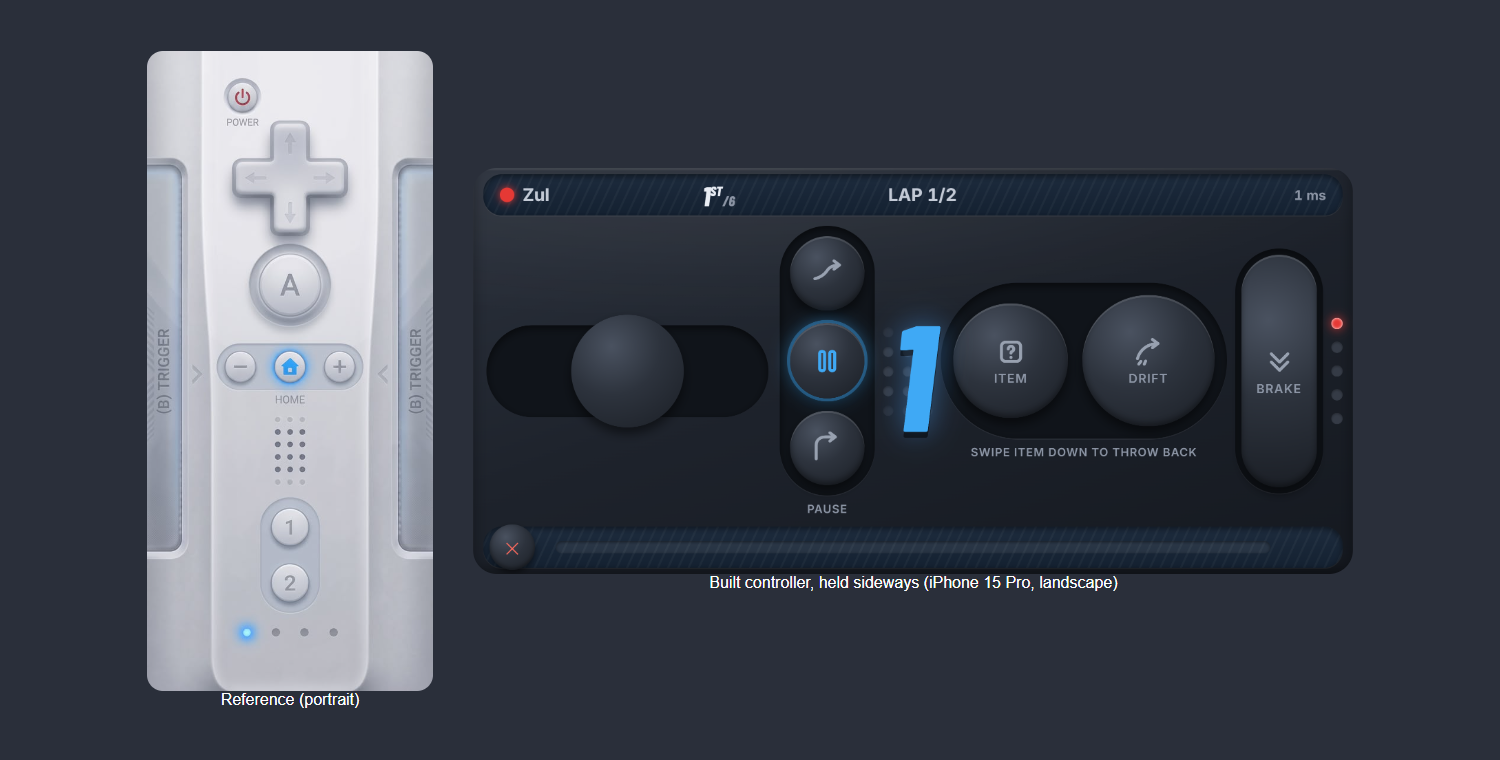 POWER
A
HOME
(B) TRIGGER
(B) TRIGGER
1
2
Reference (portrait)
Zul
1ST/6
LAP 1/2
1 ms
1
ITEM
DRIFT
BRAKE
SWIPE ITEM DOWN TO THROW BACK
PAUSE
Built controller, held sideways (iPhone 15 Pro, landscape)